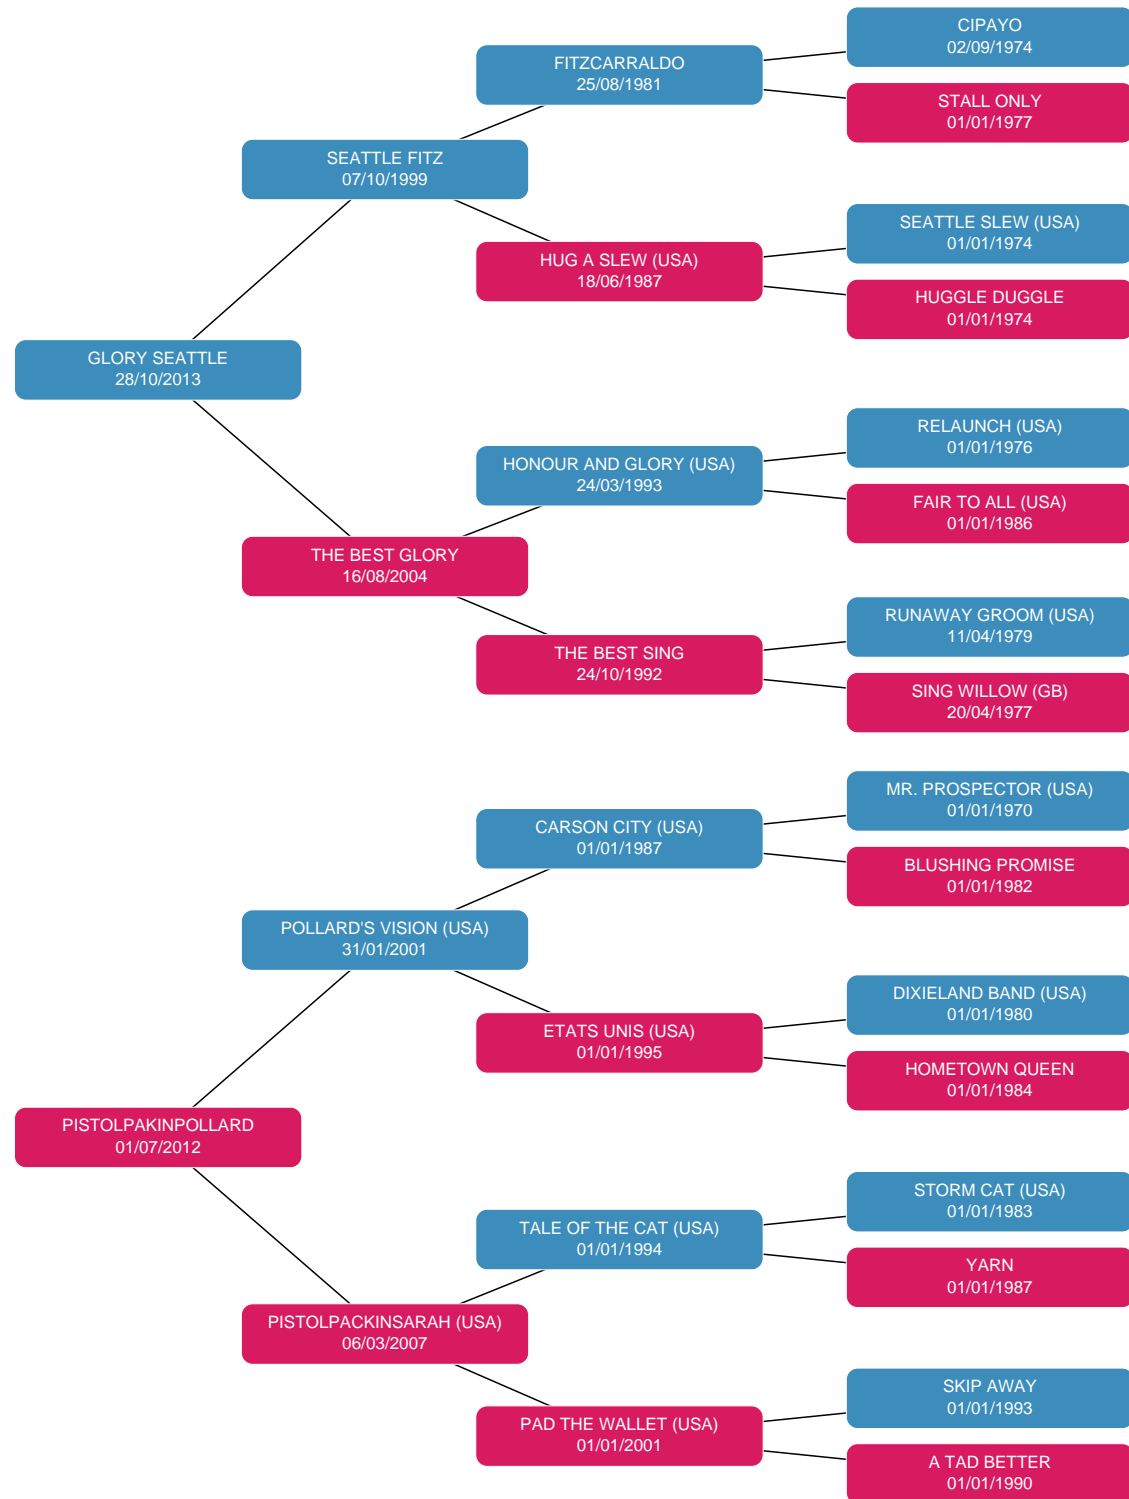 CIPAYO
02/09/1974
FITZCARRALDO
25/08/1981
STALL ONLY
01/01/1977
SEATTLE FITZ
07/10/1999
SEATTLE SLEW (USA)
01/01/1974
HUG A SLEW (USA)
18/06/1987
HUGGLE DUGGLE
01/01/1974
GLORY SEATTLE
28/10/2013
RELAUNCH (USA)
01/01/1976
HONOUR AND GLORY (USA)
24/03/1993
FAIR TO ALL (USA)
01/01/1986
THE BEST GLORY
16/08/2004
RUNAWAY GROOM (USA)
11/04/1979
THE BEST SING
24/10/1992
SING WILLOW (GB)
20/04/1977
MR. PROSPECTOR (USA)
01/01/1970
CARSON CITY (USA)
01/01/1987
BLUSHING PROMISE
01/01/1982
POLLARD'S VISION (USA)
31/01/2001
DIXIELAND BAND (USA)
01/01/1980
ETATS UNIS (USA)
01/01/1995
HOMETOWN QUEEN
01/01/1984
PISTOLPAKINPOLLARD
01/07/2012
STORM CAT (USA)
01/01/1983
TALE OF THE CAT (USA)
01/01/1994
YARN
01/01/1987
PISTOLPACKINSARAH (USA)
06/03/2007
SKIP AWAY
01/01/1993
PAD THE WALLET (USA)
01/01/2001
A TAD BETTER
01/01/1990